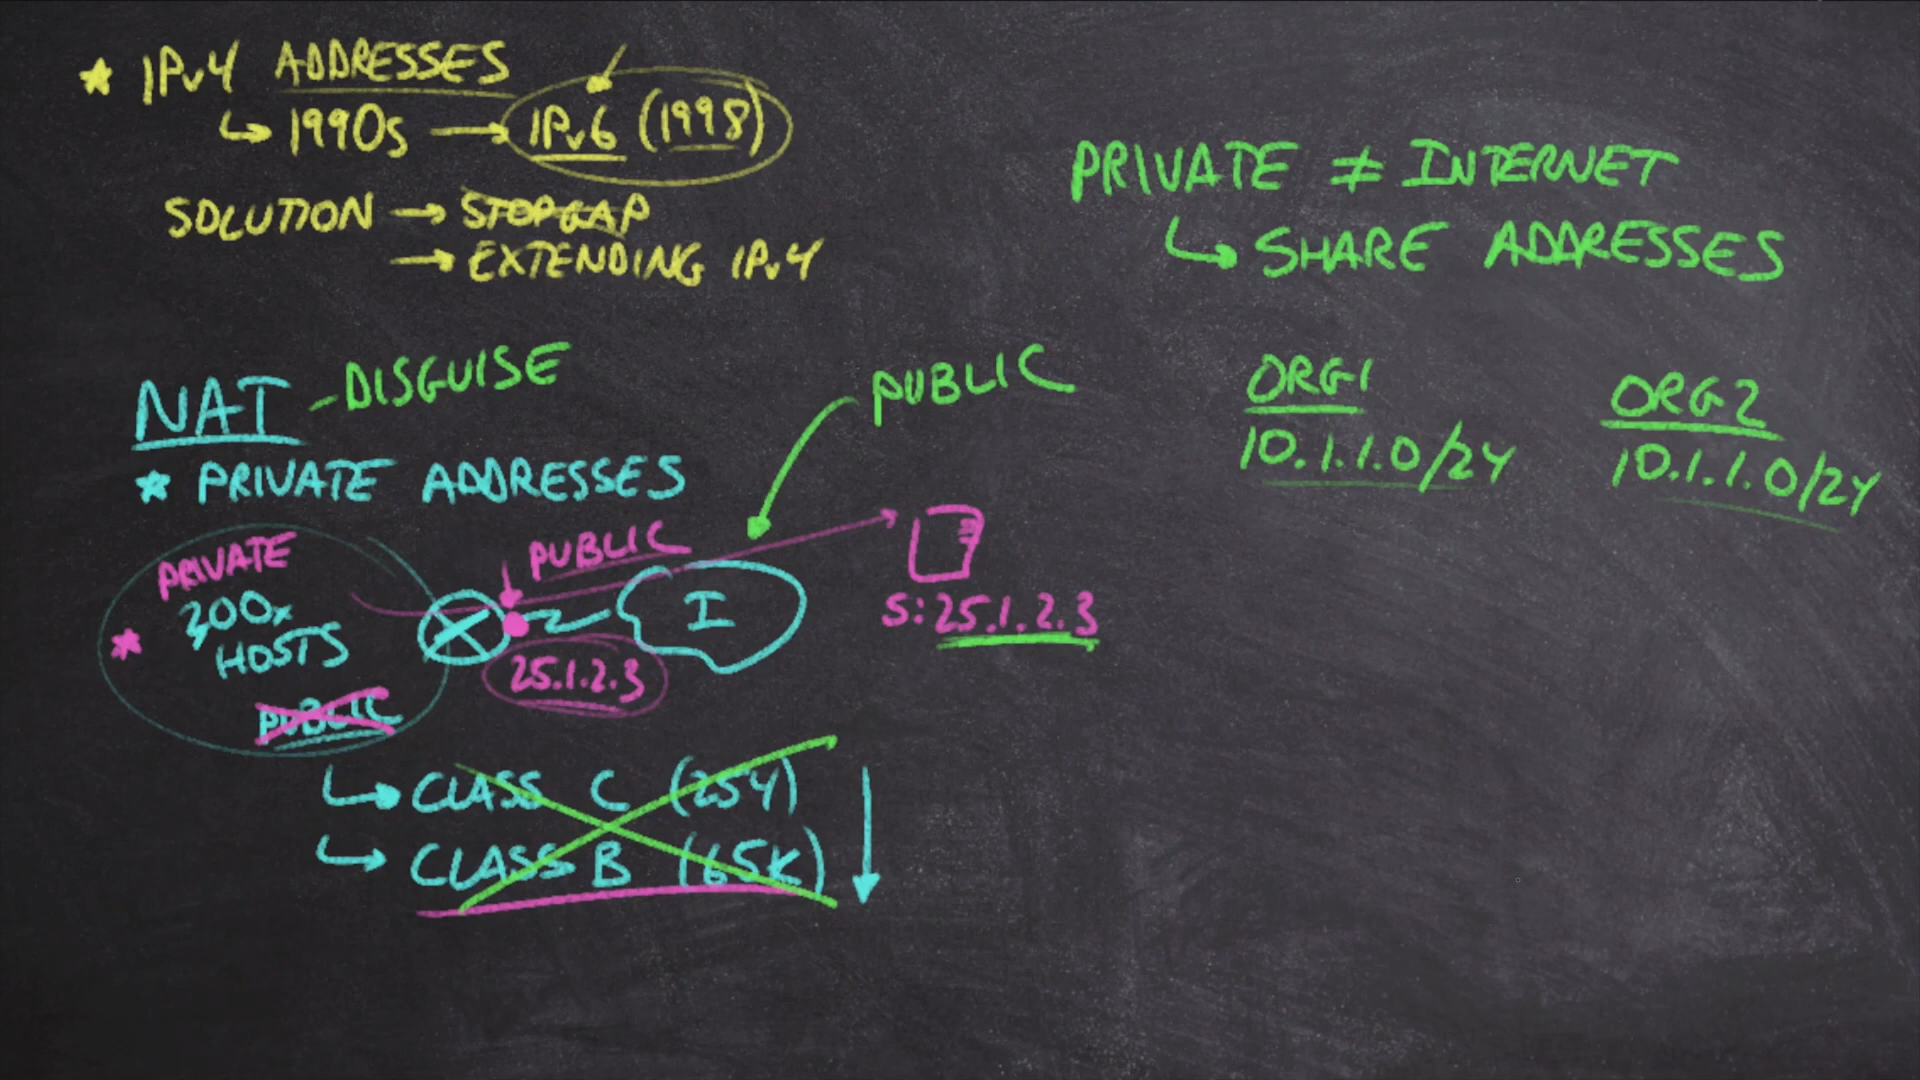 ★ IPv4 ADDRESSES
↳ 1990s → IPv6 (1998)
SOLUTION → STOPGAP
→ EXTENDING IPv4
PRIVATE ≠ INTERNET
↳ SHARE ADDRESSES
NAT - DISGUISE
★ PRIVATE ADDRESSES
PUBLIC
ORG1
10.1.1.0/24
ORG2
10.1.1.0/24
PRIVATE
300x
HOSTS
PUBLIC
PUBLIC
25.1.2.3
I
S:25.1.2.3
↳ CLASS C (254)
↳ CLASS B (65K)